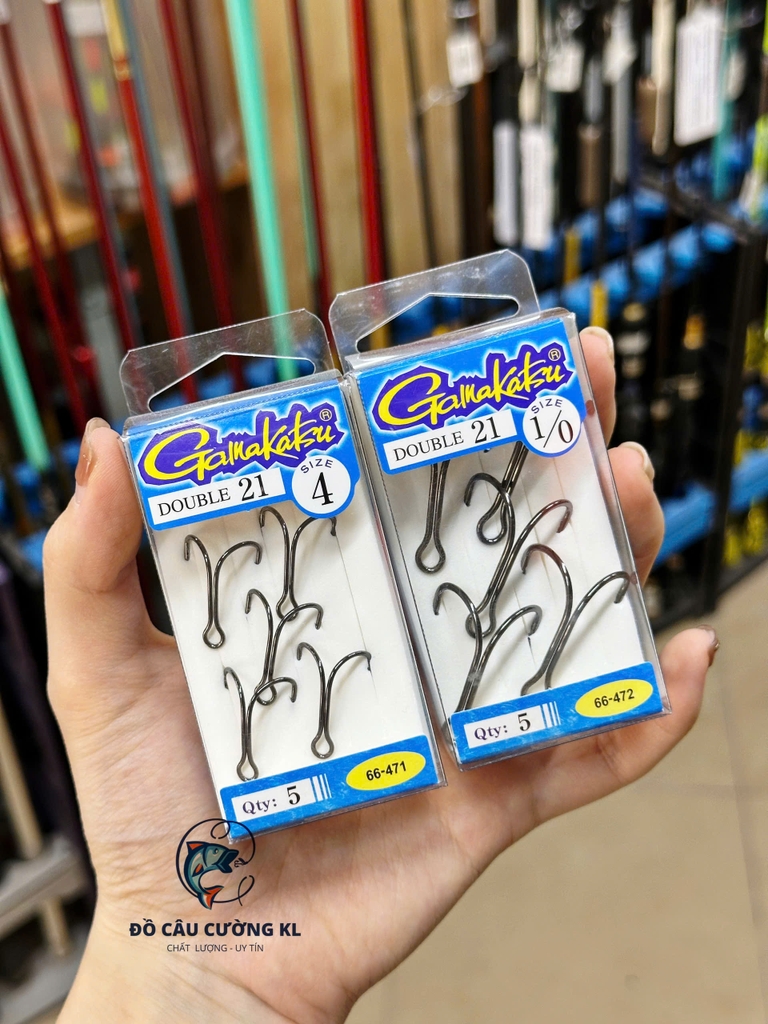 Gamakatsu®
DOUBLE 21
SIZE
4
Qty: 5
66-471
Gamakatsu®
DOUBLE 21
SIZE
1/0
Qty: 5
66-472
ĐỒ CÂU CƯỜNG KL
CHẤT LƯỢNG - UY TÍN